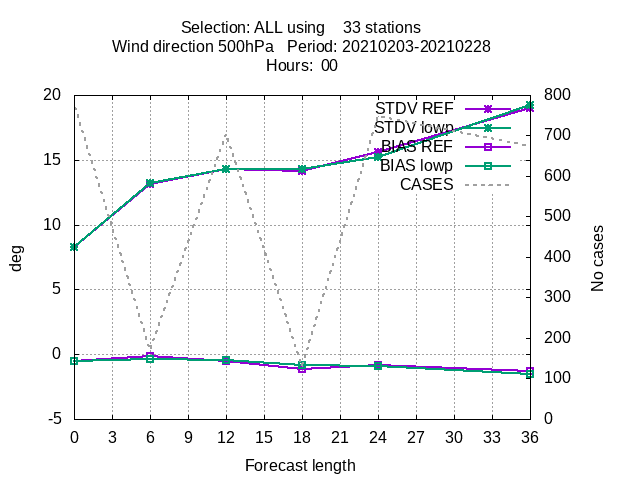 Selection: ALL using    33 stations
Wind direction 500hPa   Period: 20210203-20210228
Hours:  00
deg
No cases
20
15
10
5
0
-5
800
700
600
500
400
300
200
100
0
STDV REF
STDV lowp
BIAS REF
BIAS lowp
CASES
0 3 6 9 12 15 18 21 24 27 30 33 36
Forecast length